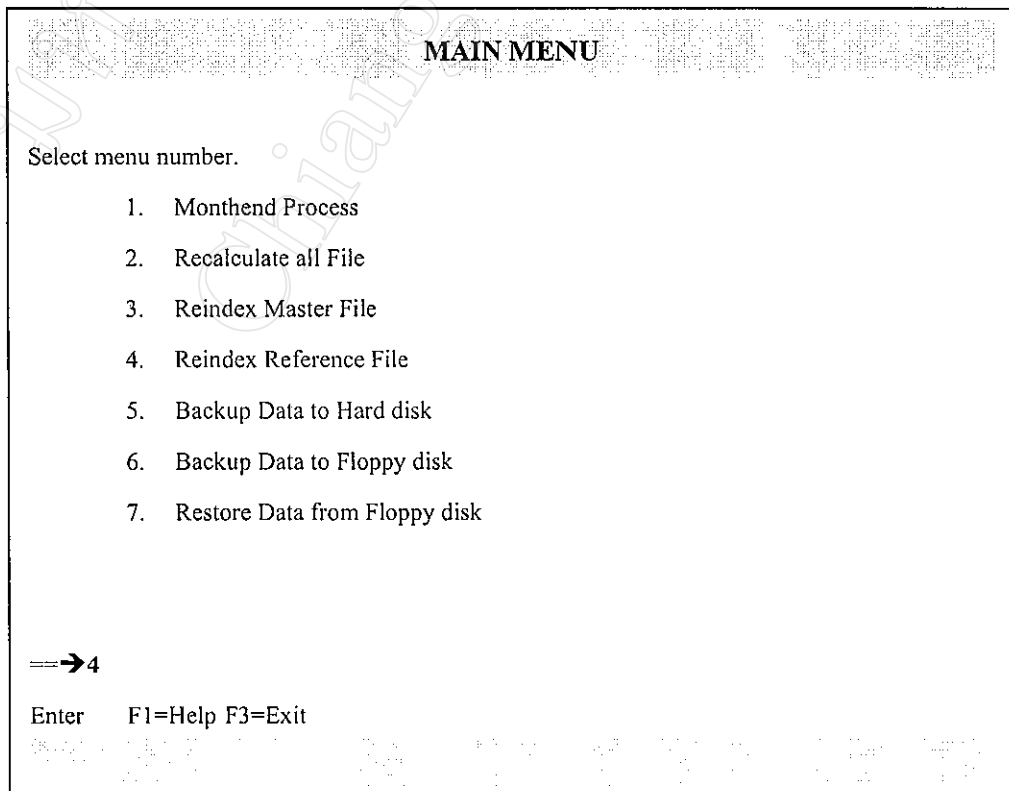 MAIN MENU
Select menu number.
1. Monthend Process
2. Recalculate all File
3. Reindex Master File
4. Reindex Reference File
5. Backup Data to Hard disk
6. Backup Data to Floppy disk
7. Restore Data from Floppy disk
==➔4
Enter F1=Help F3=Exit